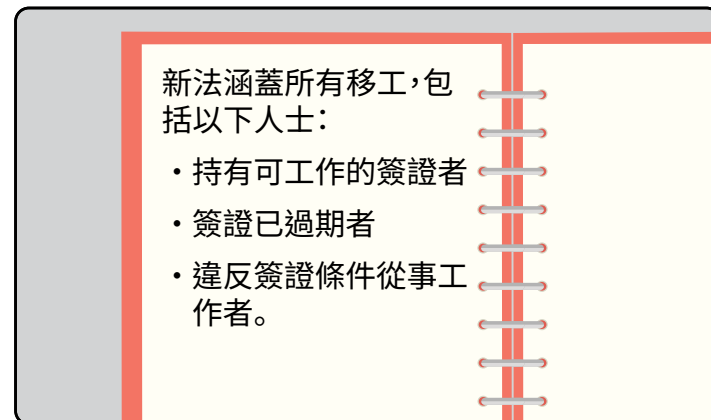 新法涵蓋所有移工，包
括以下人士：
・持有可工作的簽證者
・簽證已過期者
・違反簽證條件從事工
作者。